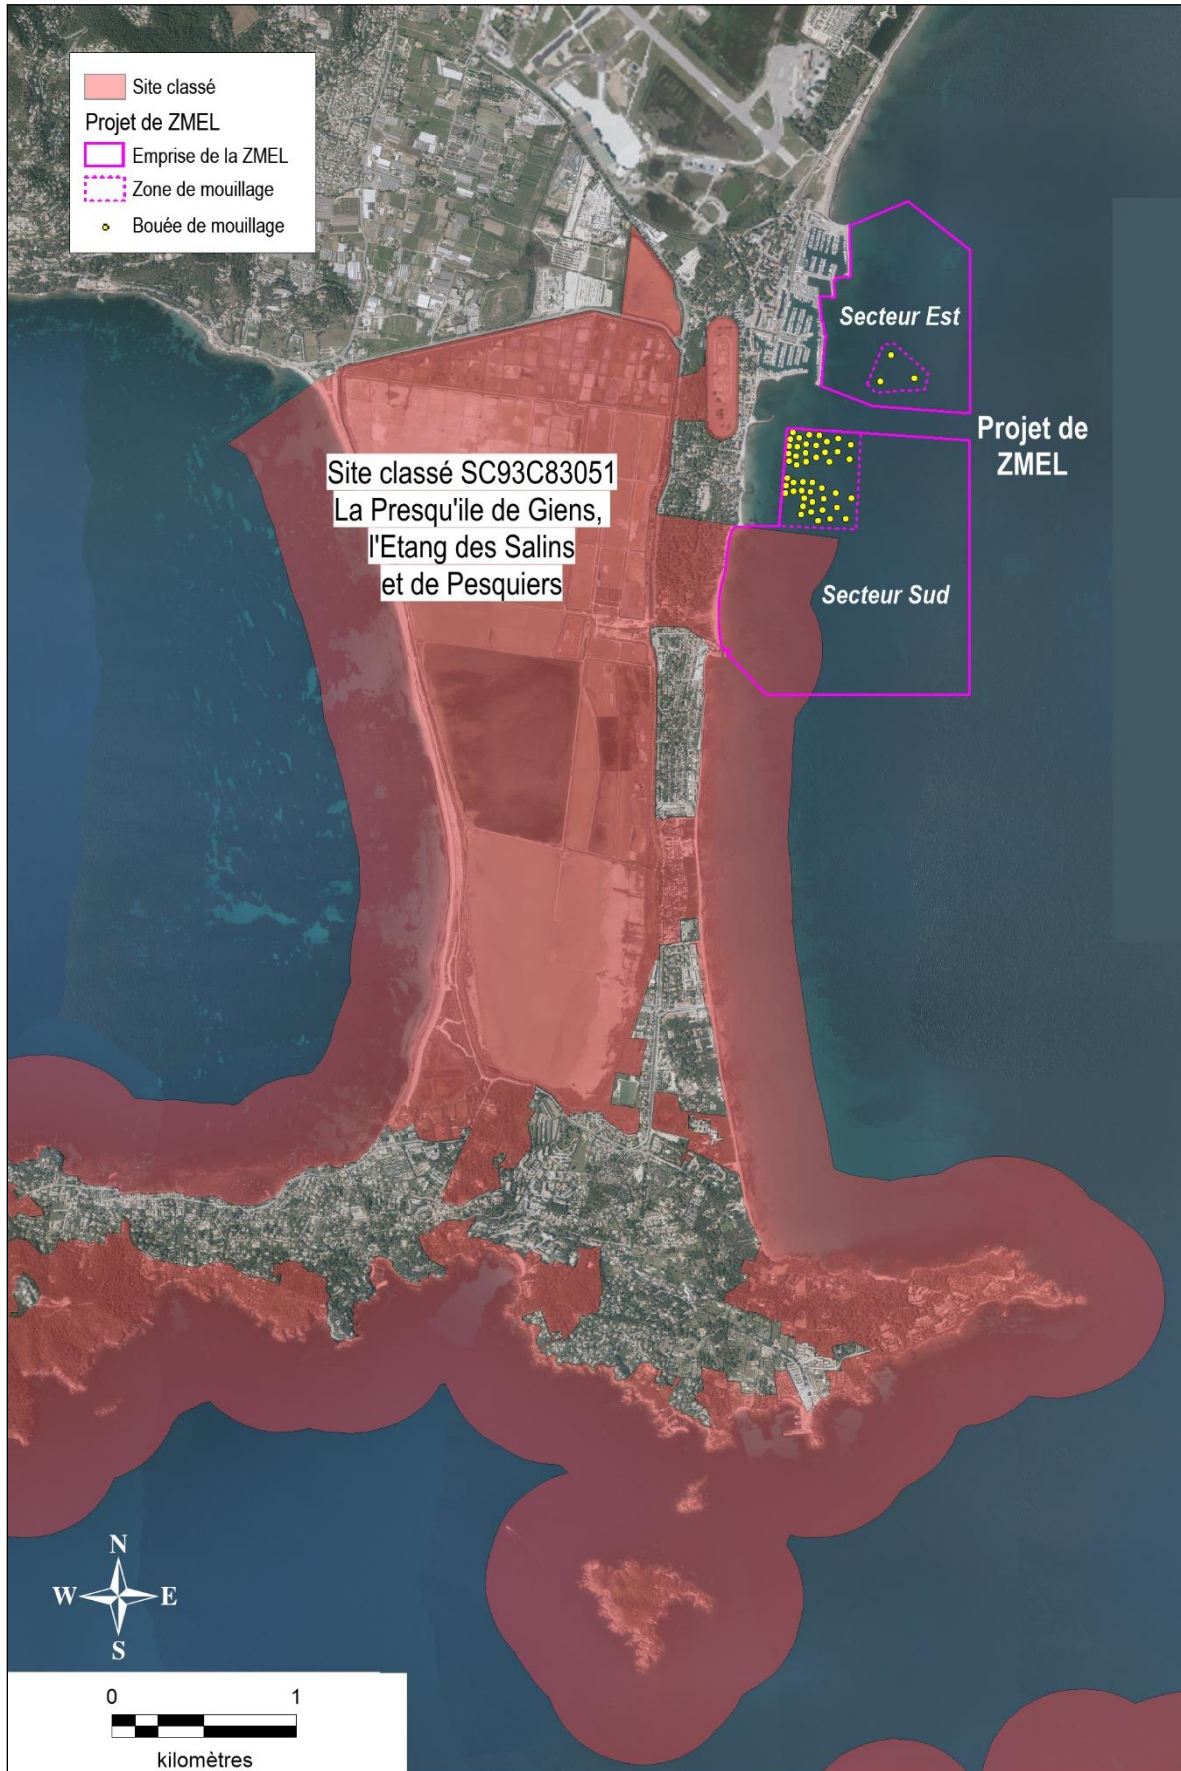 Site classé
Projet de ZMEL
Emprise de la ZMEL
Zone de mouillage
Bouée de mouillage
Secteur Est
Projet de
ZMEL
Site classé SC93C83051
La Presqu'ile de Giens,
l'Etang des Salins
et de Pesquiers
Secteur Sud
N
W E
S
0 1
kilomètres